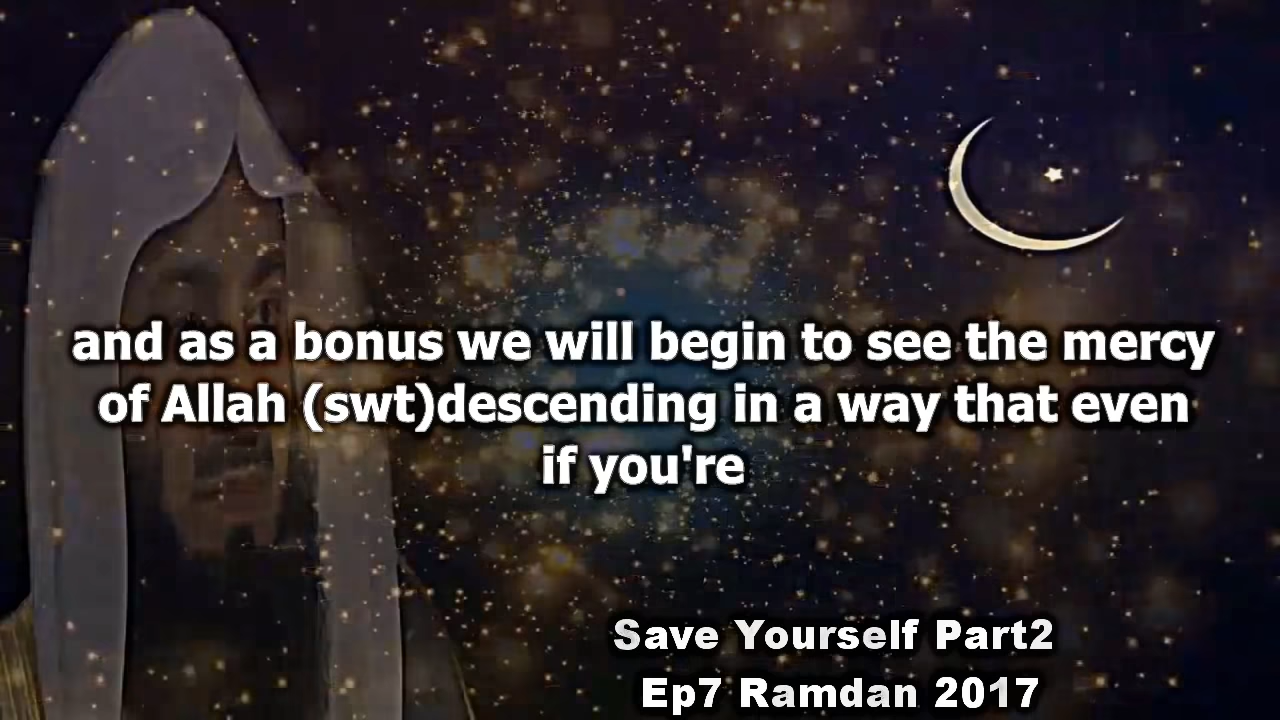 and as a bonus we will begin to see the mercy
of Allah (swt)descending in a way that even
if you're
Save Yourself Part2
Ep7 Ramdan 2017